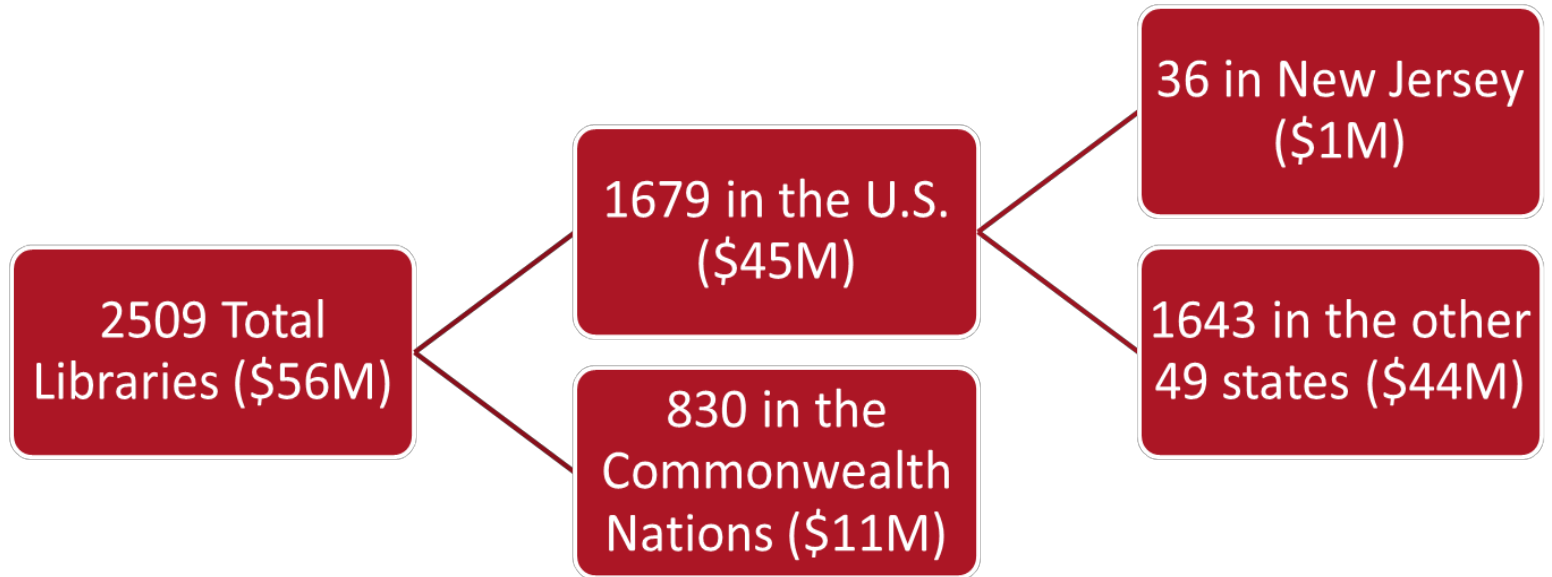 2509 Total
Libraries ($56M)
1679 in the U.S.
($45M)
830 in the
Commonwealth
Nations ($11M)
36 in New Jersey
($1M)
1643 in the other
49 states ($44M)